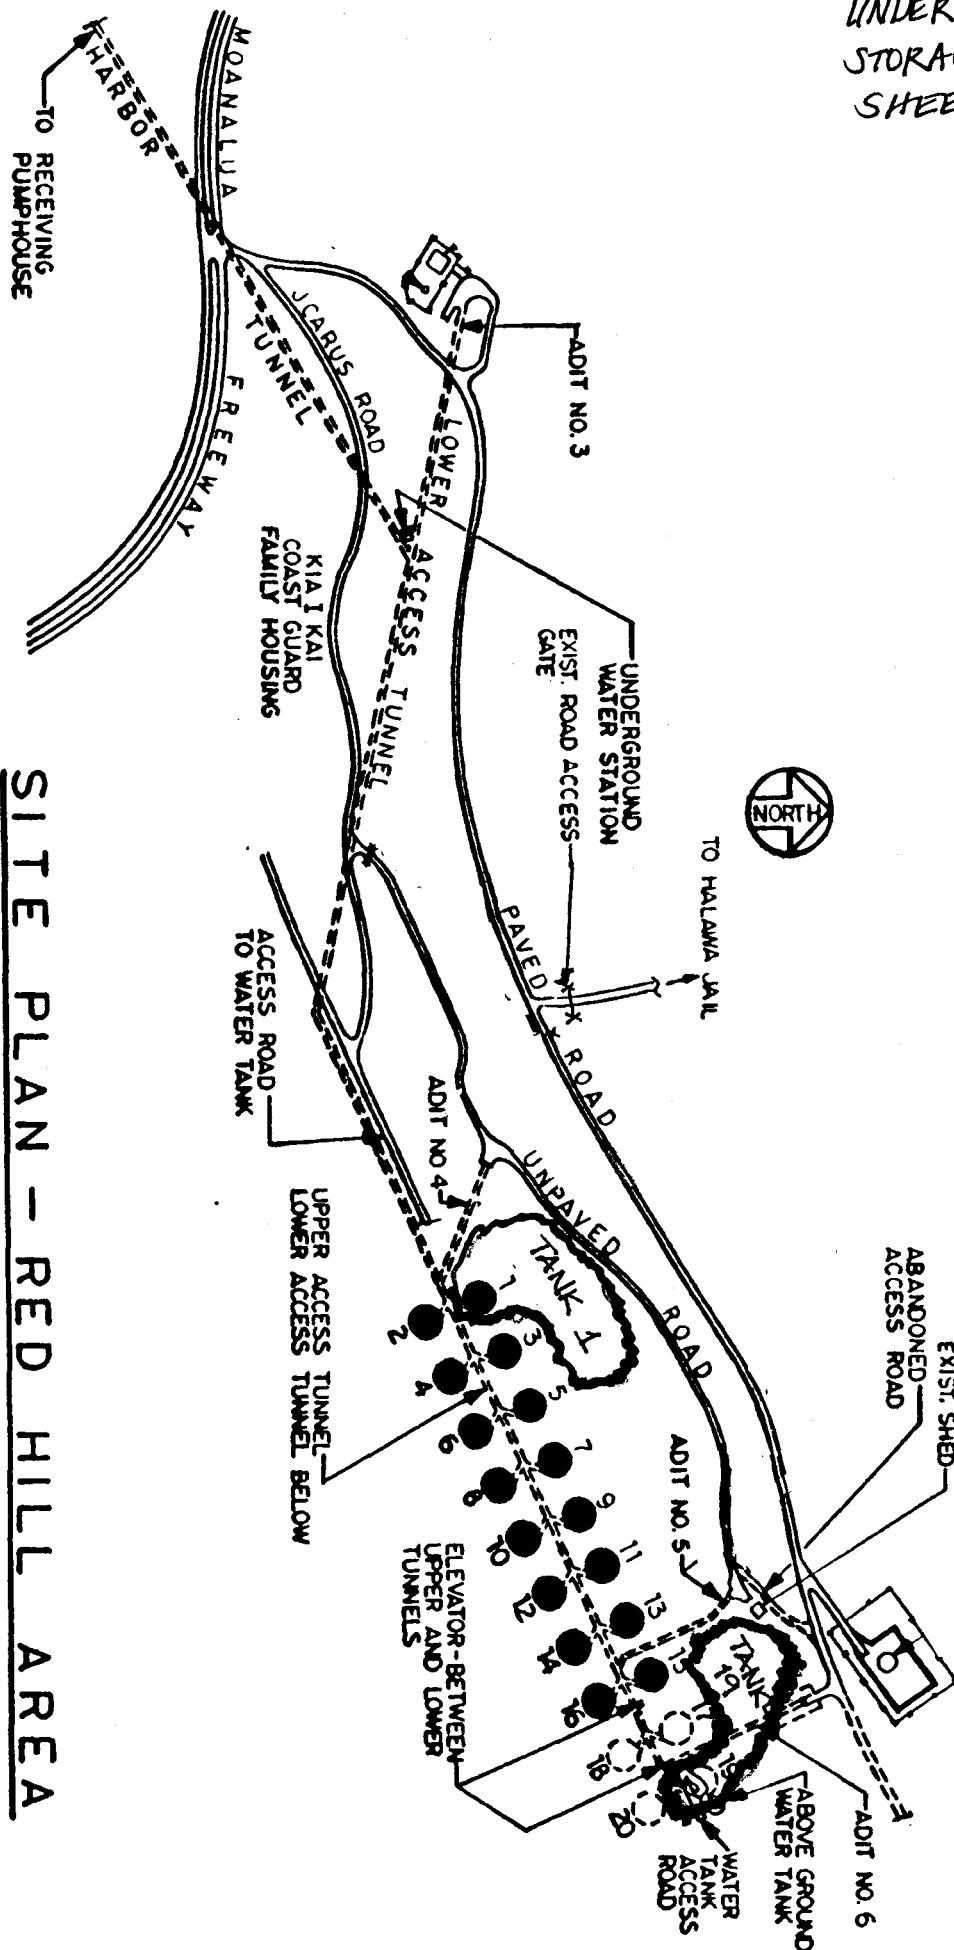 UNDER
STORA
SHEE
MOANALUA
FREEWAY
HARBOR
TUNNEL
TO RECEIVING
PUMPHOUSE
ICARUS ROAD
ADIT NO. 3
LOWER ACCESS TUNNEL
KIA I KAI
COAST GUARD
FAMILY HOUSING
UNDERGROUND
WATER STATION
EXIST. ROAD ACCESS
GATE
NORTH
TO HALAWA JAIL
PAVED ROAD
ACCESS ROAD
TO WATER TANK
ADIT NO 4
UNPAVED ROAD
TANK 1
UPPER ACCESS TUNNEL
LOWER ACCESS TUNNEL BELOW
1
2
3
4
5
6
7
8
9
10
11
12
13
14
15
16
17
18
19
20
ABANDONED
ACCESS ROAD
EXIST. SHED
ADIT NO. 5
ELEVATOR-BETWEEN
UPPER AND LOWER
TUNNELS
TANK
19
ADIT NO. 6
ABOVE GROUND
WATER TANK
WATER
TANK
ACCESS
ROAD
SITE PLAN - RED HILL AREA